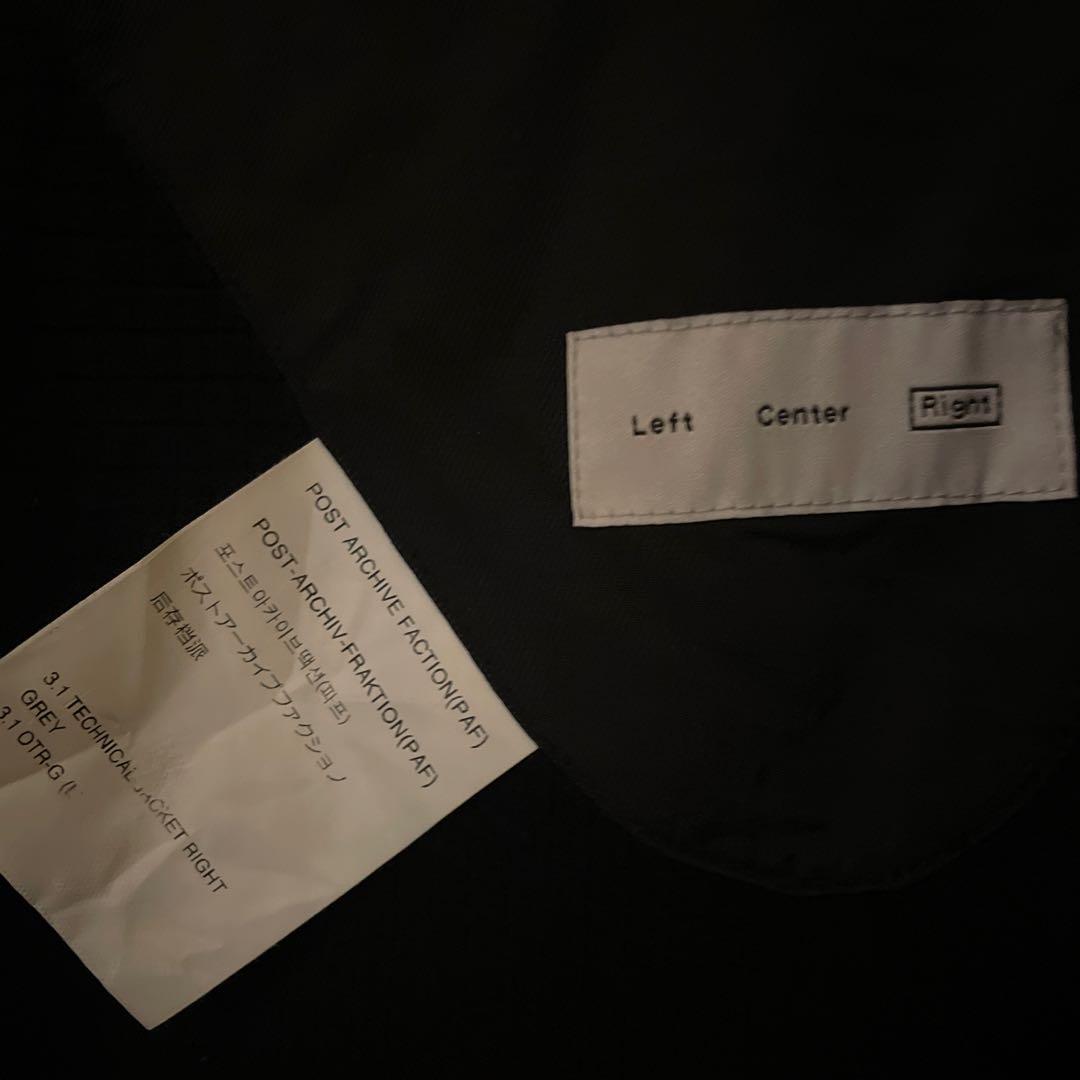 Left Center Right
POST ARCHIVE FACTION(PAF)
POST-ARCHIV-FRAKTION(PAF)
포스트아카이브팩션(파프)
ポストアーカイブファクション
后存档派
3.1 TECHNICAL JACKET RIGHT
GREY
3.1 OTR-G